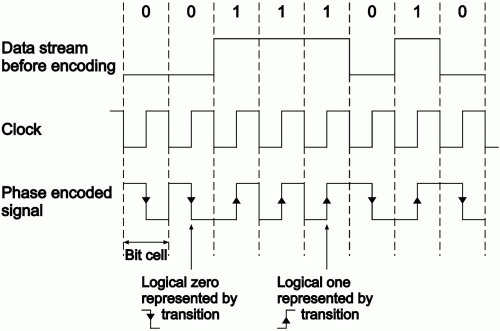 0 0 1 1 1 0 1 0
Data stream
before encoding
Clock
Phase encoded
signal
Bit cell
Logical zero
represented by
transition
Logical one
represented by
transition